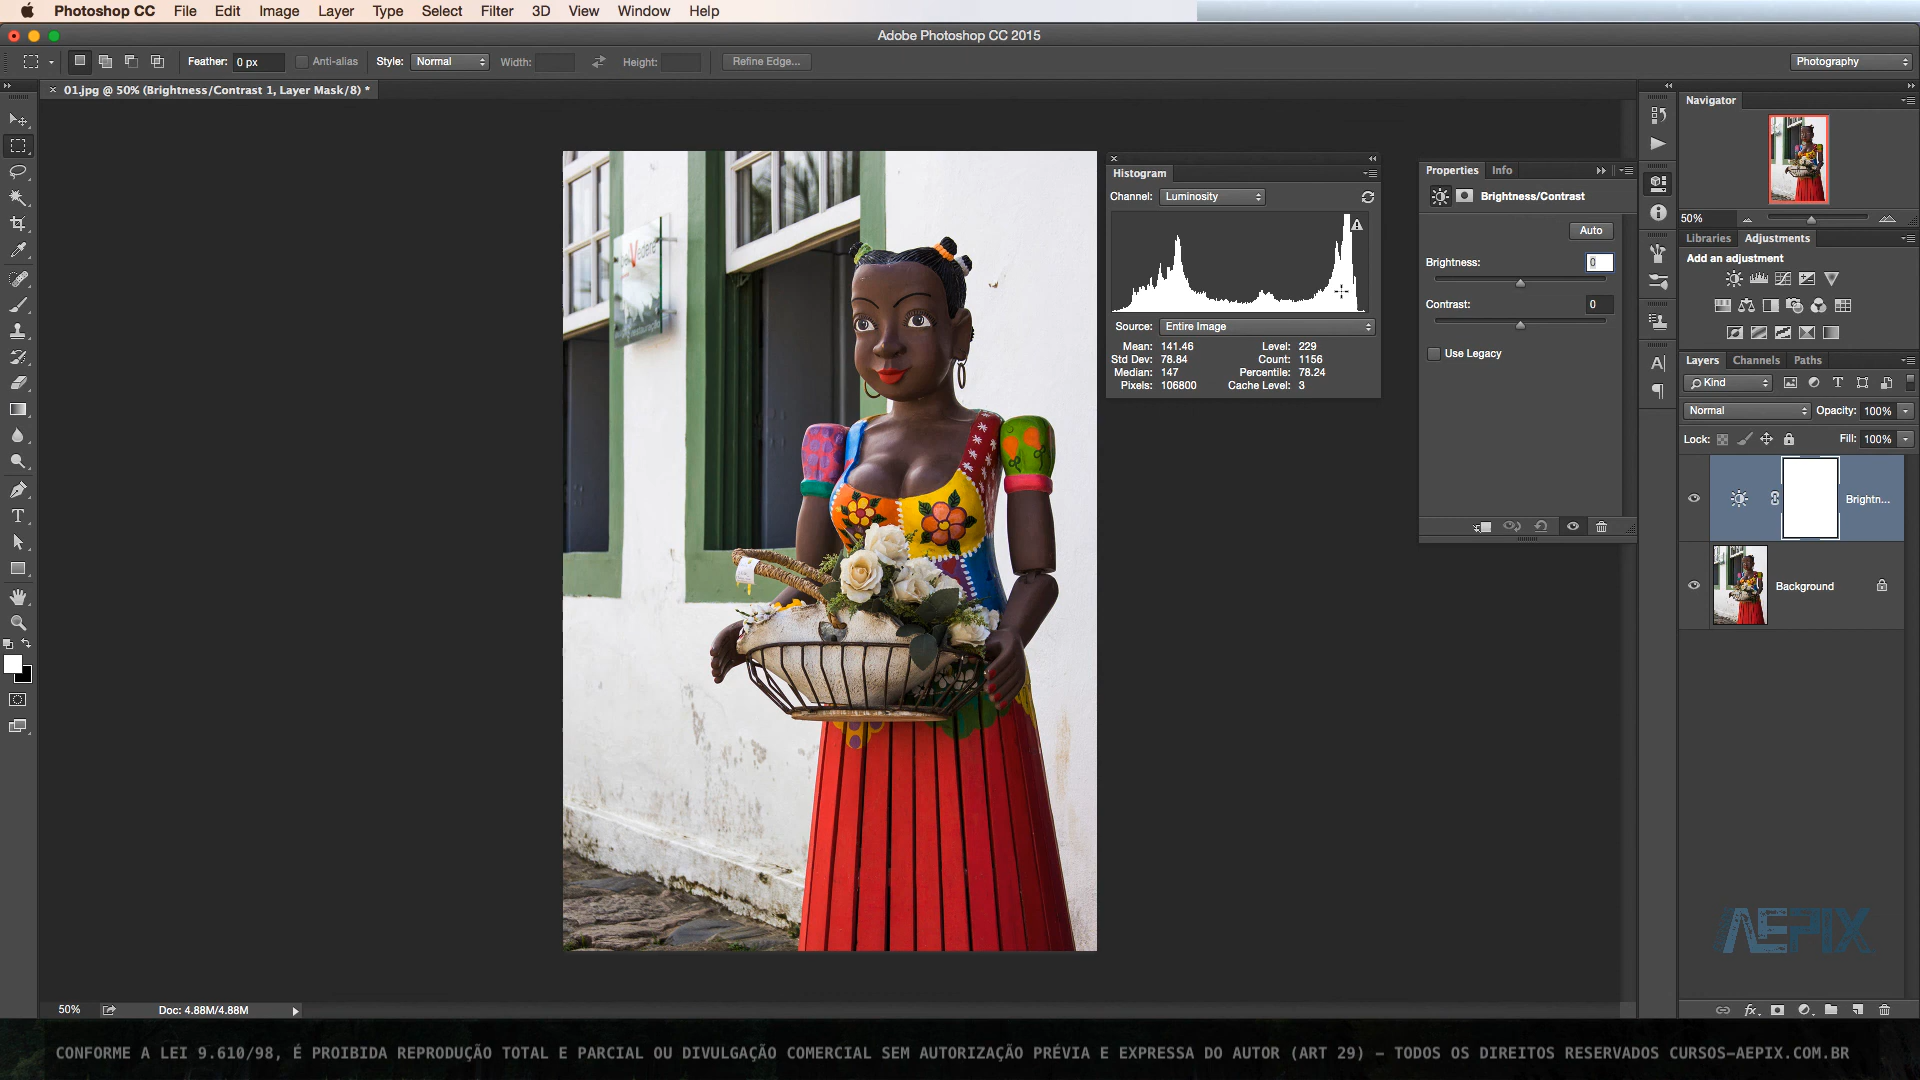 Photoshop CC File Edit Image Layer Type Select Filter 3D View Window Help
Adobe Photoshop CC 2015
Feather: 0 px Anti-alias Style: Normal Width: Height: Refine Edge... Photography
01.jpg @ 50% (Brightness/Contrast 1, Layer Mask/8) *
Histogram
Channel: Luminosity
Source: Entire Image
Mean: 141.46 Level: 229
Std Dev: 78.84 Count: 1156
Median: 147 Percentile: 78.24
Pixels: 106800 Cache Level: 3
Properties Info
Brightness/Contrast
Auto
Brightness: 0
Contrast: 0
Use Legacy
Navigator
50%
Libraries Adjustments
Add an adjustment
Layers Channels Paths
Kind
Normal Opacity: 100%
Lock: Fill: 100%
Brightn...
Background
AEPIX
50% Doc: 4.88M/4.88M
CONFORME A LEI 9.610/98, É PROIBIDA REPRODUÇÃO TOTAL E PARCIAL OU DIVULGAÇÃO COMERCIAL SEM AUTORIZAÇÃO PRÉVIA E EXPRESSA DO AUTOR (ART 29) – TODOS OS DIREITOS RESERVADOS CURSOS-AEPIX.COM.BR